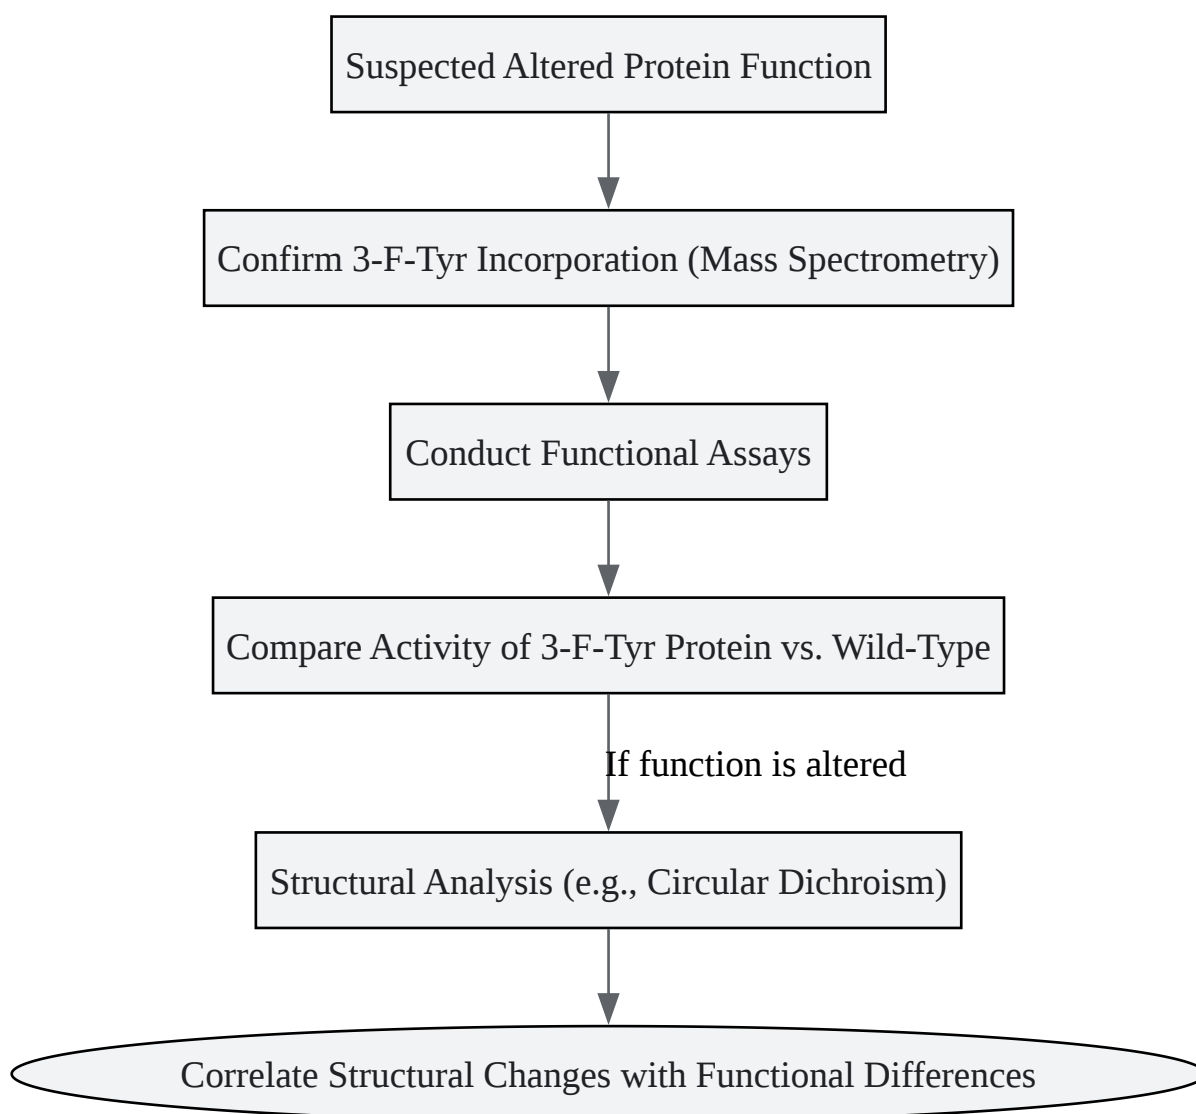 Suspected Altered Protein Function
Confirm 3-F-Tyr Incorporation (Mass Spectrometry)
Conduct Functional Assays
Compare Activity of 3-F-Tyr Protein vs. Wild-Type
If function is altered
Structural Analysis (e.g., Circular Dichroism)
Correlate Structural Changes with Functional Differences